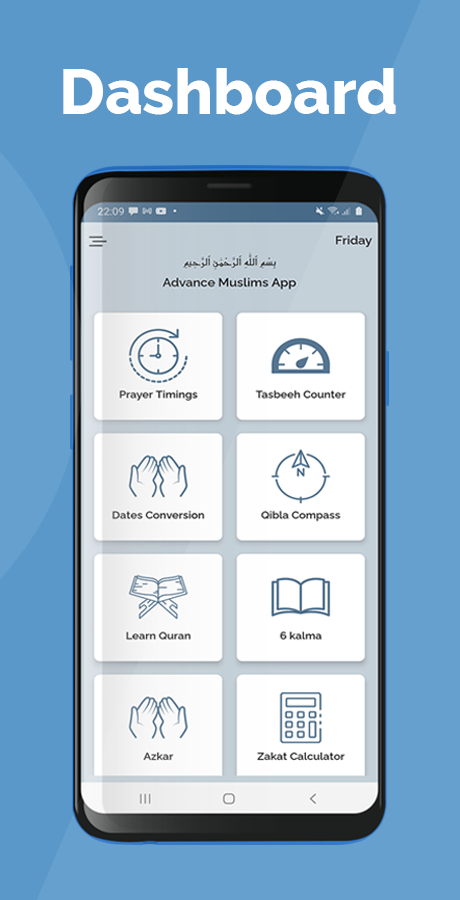 Dashboard
22:09
Friday
بِسْمِ اللَّهِ الرَّحْمَٰنِ الرَّحِيمِ
Advance Muslims App
Prayer Timings
Tasbeeh Counter
Dates Conversion
N
Qibla Compass
Learn Quran
6 kalma
Azkar
Zakat Calculator